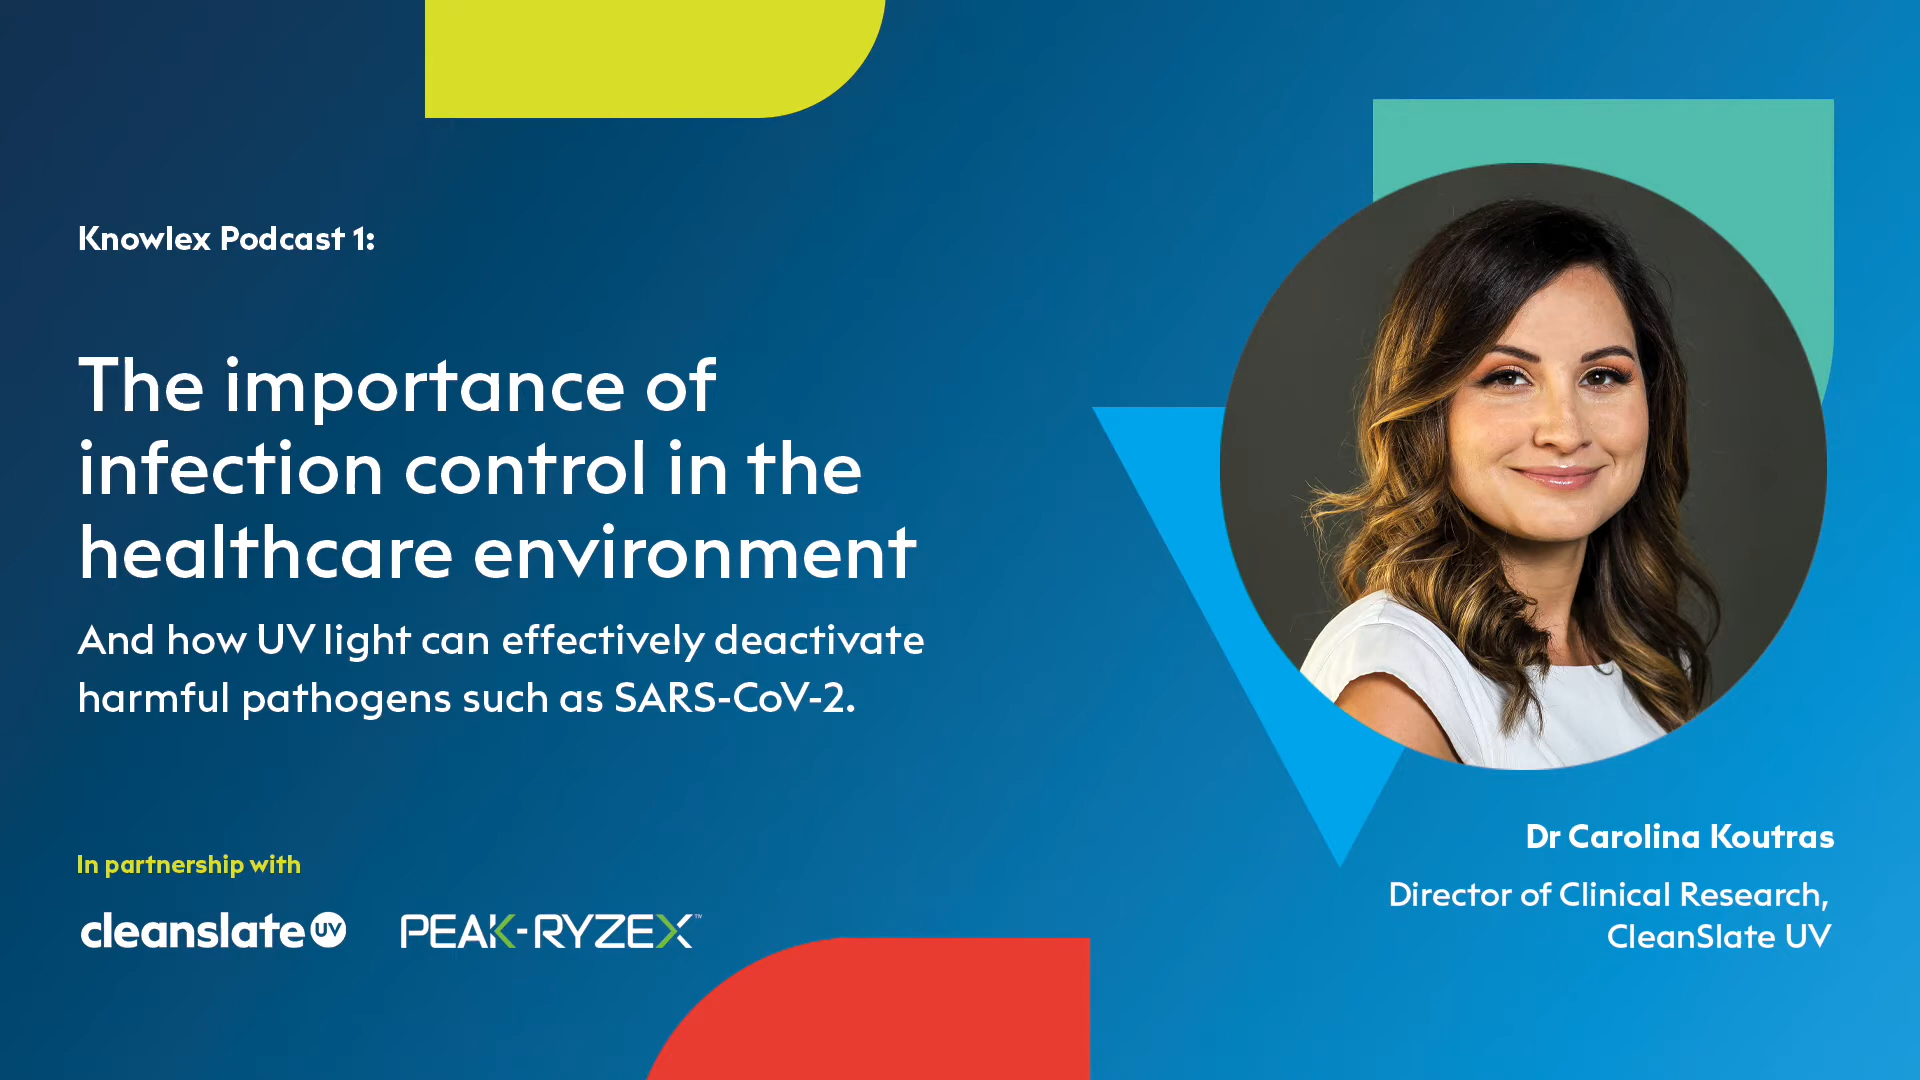 Knowlex Podcast 1:
The importance of
infection control in the
healthcare environment
And how UV light can effectively deactivate
harmful pathogens such as SARS-CoV-2.
In partnership with
cleanslate UV
PEAK-RYZEX™
Dr Carolina Koutras
Director of Clinical Research,
CleanSlate UV